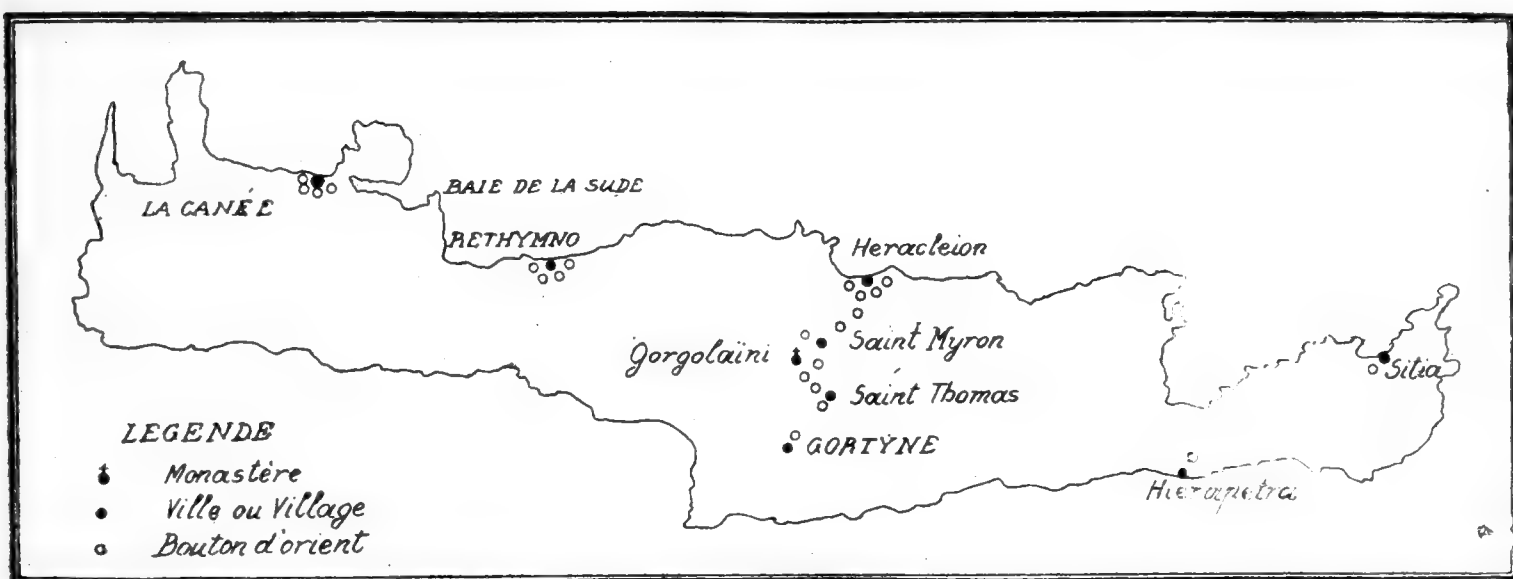 BAIE DE LA SUDE
LA CANÉE
RETHYMNO
Heracleion
Saint Myron
Gorgolaïni
Sitia
Saint Thomas
GORTYNE
Hierapetra
LEGENDE
Monastère
Ville ou Village
Bouton d'orient